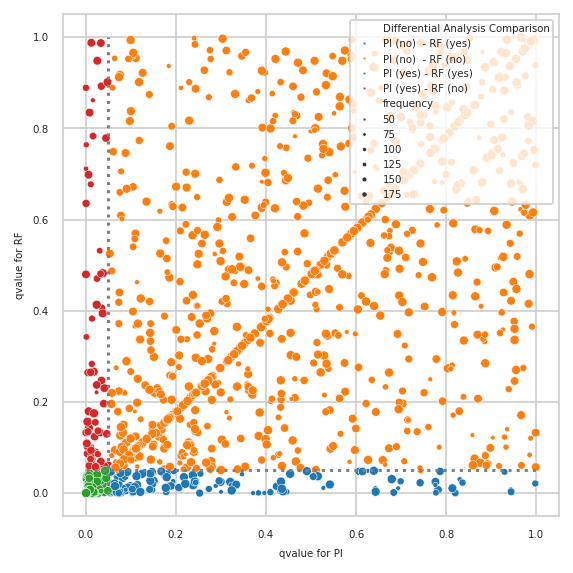 Differential Analysis Comparison
PI (no) - RF (yes)
PI (no) - RF (no)
PI (yes) - RF (yes)
PI (yes) - RF (no)
frequency
50
75
100
125
150
175
1.0
0.8
0.6
0.4
0.2
0.0
qvalue for RF
0.0 0.2 0.4 0.6 0.8 1.0
qvalue for PI